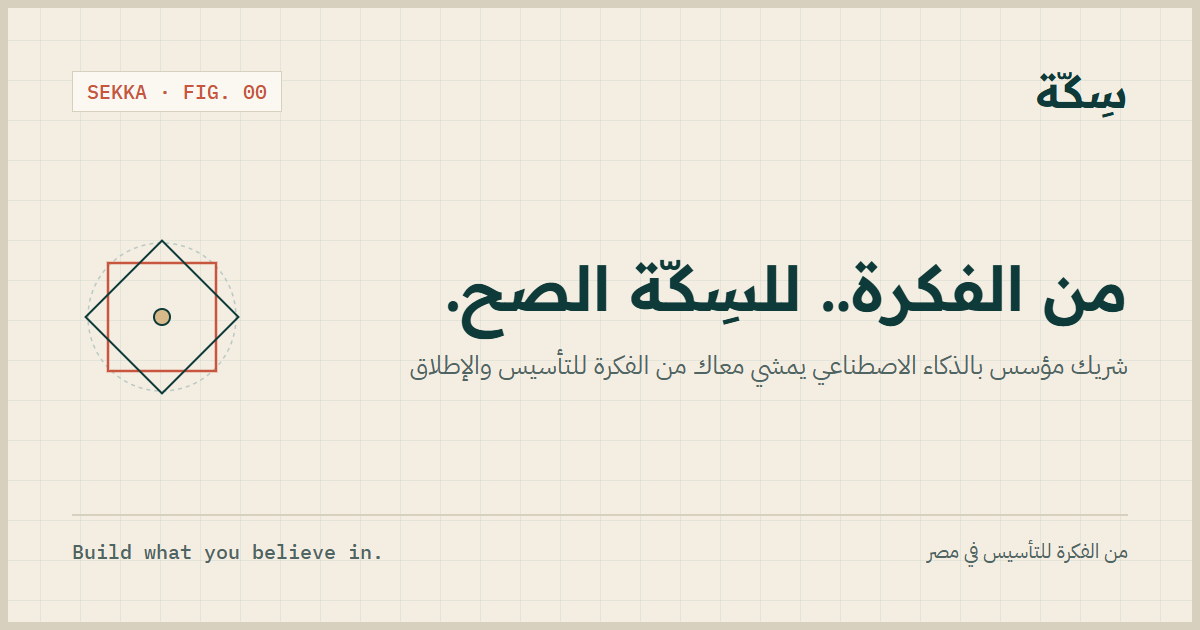 سِكّة
SEKKA · FIG. 00
من الفكرة.. للسِكّة الصح.
شريك مؤسس بالذكاء الاصطناعي يمشي معاك من الفكرة للتأسيس والإطلاق
من الفكرة للتأسيس في مصر
Build what you believe in.